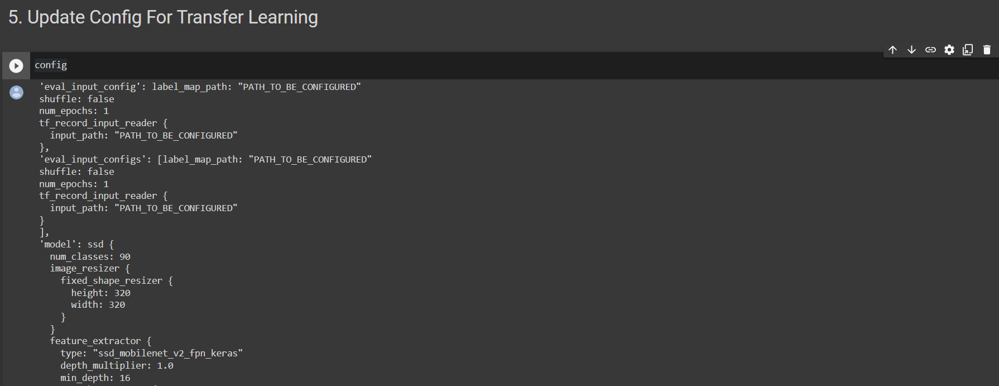 5. Update Config For Transfer Learning
config
'eval_input_config': label_map_path: "PATH_TO_BE_CONFIGURED"
shuffle: false
num_epochs: 1
tf_record_input_reader {
  input_path: "PATH_TO_BE_CONFIGURED"
},
'eval_input_configs': [label_map_path: "PATH_TO_BE_CONFIGURED"
shuffle: false
num_epochs: 1
tf_record_input_reader {
  input_path: "PATH_TO_BE_CONFIGURED"
}
],
'model': ssd {
  num_classes: 90
  image_resizer {
    fixed_shape_resizer {
      height: 320
      width: 320
    }
  }
  feature_extractor {
    type: "ssd_mobilenet_v2_fpn_keras"
    depth_multiplier: 1.0
    min_depth: 16